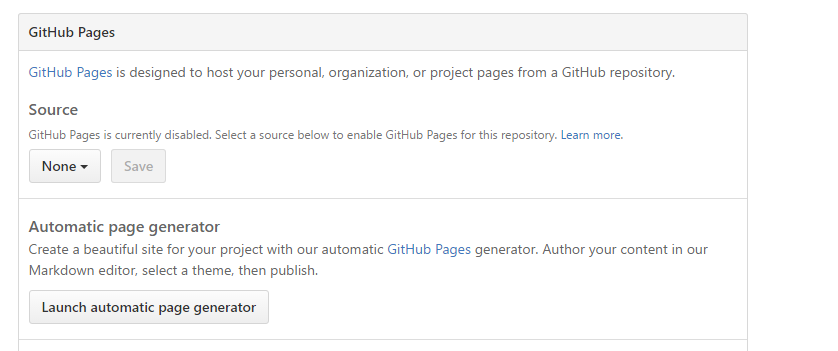 GitHub Pages
GitHub Pages is designed to host your personal, organization, or project pages from a GitHub repository.
Source
GitHub Pages is currently disabled. Select a source below to enable GitHub Pages for this repository. Learn more.
None Save
Automatic page generator
Create a beautiful site for your project with our automatic GitHub Pages generator. Author your content in our
Markdown editor, select a theme, then publish.
Launch automatic page generator